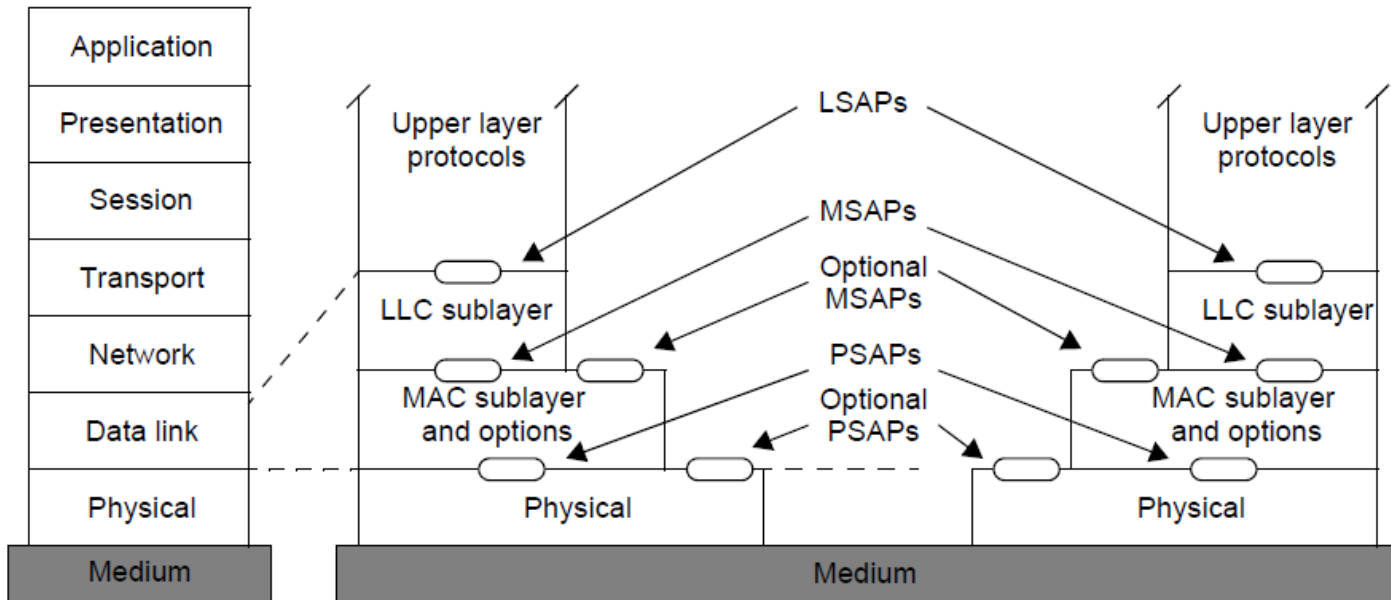 Application
Presentation
Session
Transport
Network
Data link
Physical
Medium
Upper layer
protocols
LLC sublayer
MAC sublayer
and options
Physical
LSAPs
MSAPs
Optional
MSAPs
PSAPs
Optional
PSAPs
Upper layer
protocols
LLC sublayer
MAC sublayer
and options
Physical
Medium